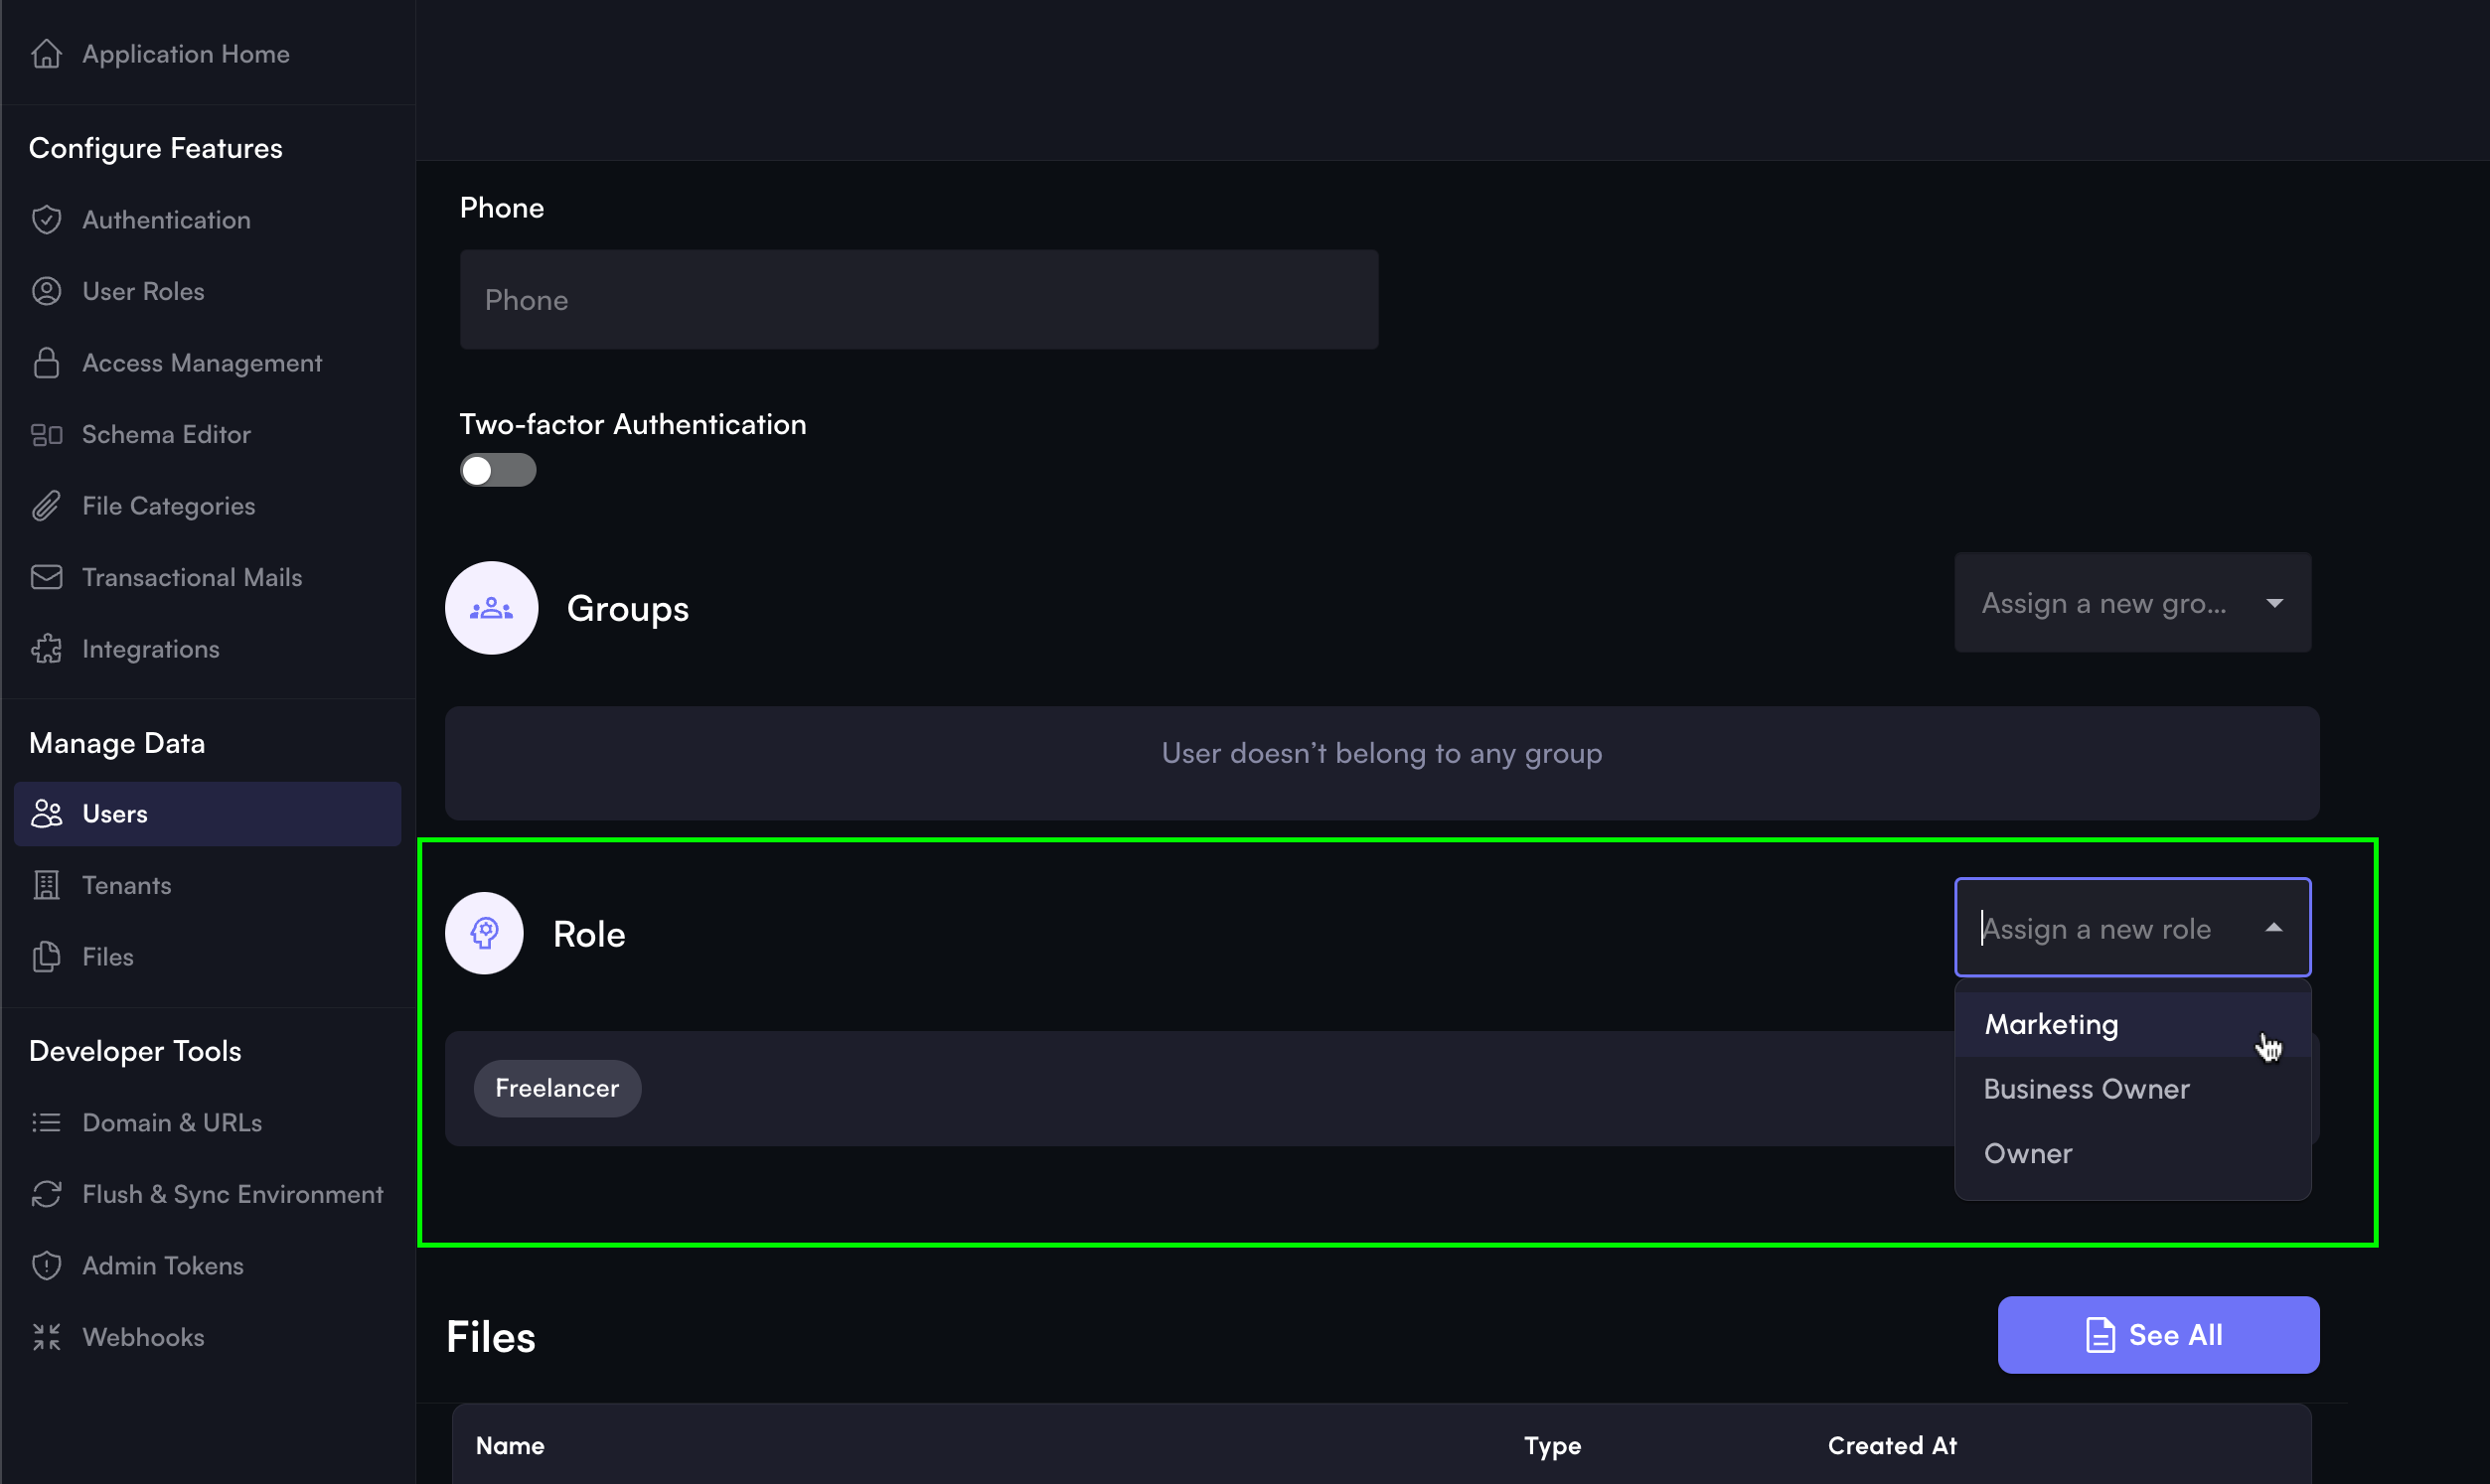 Application Home
Configure Features
Authentication
User Roles
Access Management
Schema Editor
File Categories
Transactional Mails
Integrations
Manage Data
Users
Tenants
Files
Developer Tools
Domain & URLs
Flush & Sync Environment
Admin Tokens
Webhooks
Phone
Phone
Two-factor Authentication
Groups
Assign a new gro...
User doesn’t belong to any group
Role
Assign a new role
Marketing
Business Owner
Owner
Freelancer
Files
See All
Name Type Created At